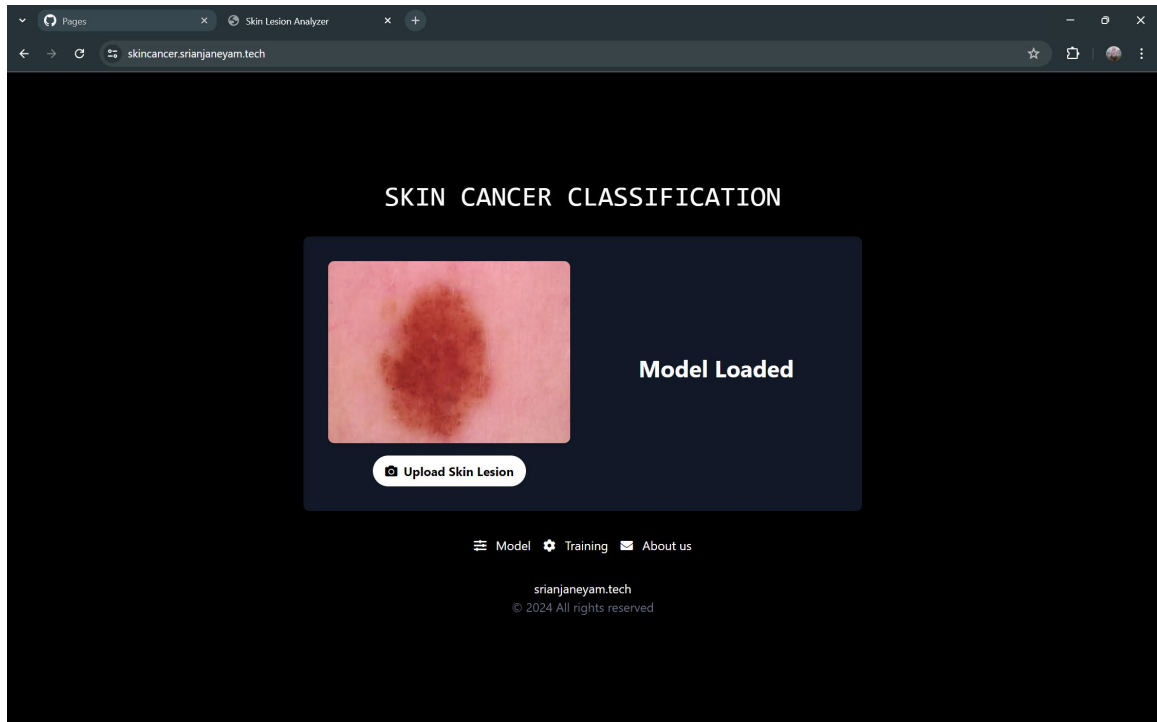 Pages
Skin Lesion Analyzer
skincancer.srianjaneyam.tech
SKIN CANCER CLASSIFICATION
Model Loaded
Upload Skin Lesion
Model Training About us
srianjaneyam.tech
© 2024 All rights reserved